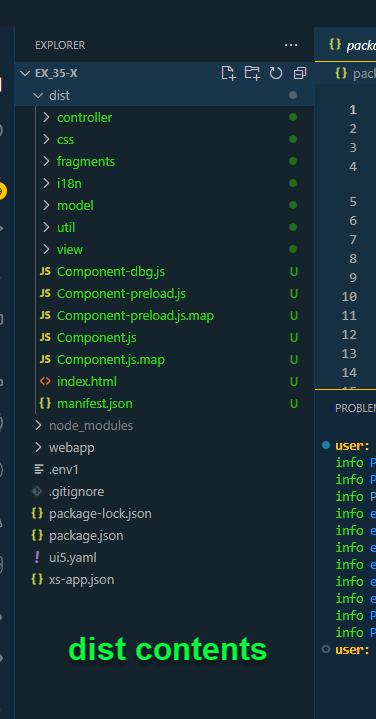 EXPLORER
...
EX_35-X
dist
controller
css
fragments
i18n
model
util
view
JS Component-dbg.js U
JS Component-preload.js U
Component-preload.js.map U
JS Component.js U
Component.js.map U
<> index.html U
{} manifest.json U
node_modules
webapp
.env1
.gitignore
{} package-lock.json
{} package.json
! ui5.yaml
{} xs-app.json
dist contents
{} packa
{} pack
1
2
3
4
5
6
7
8
9
10
11
12
13
14
15
PROBLEM
user:
info P
info P
info P
info e
info e
info e
info e
info e
info e
info P
info P
user: